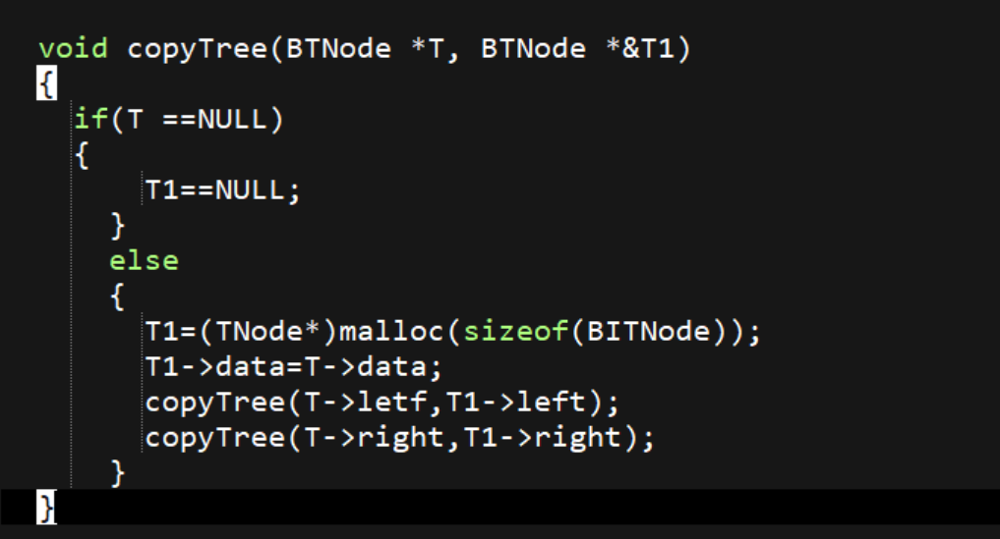 void copyTree(BTNode *T, BTNode *&T1)
{
if(T ==NULL)
{
T1==NULL;
}
else
{
T1=(TNode*)malloc(sizeof(BITNode));
T1->data=T->data;
copyTree(T->letf,T1->left);
copyTree(T->right,T1->right);
}
}